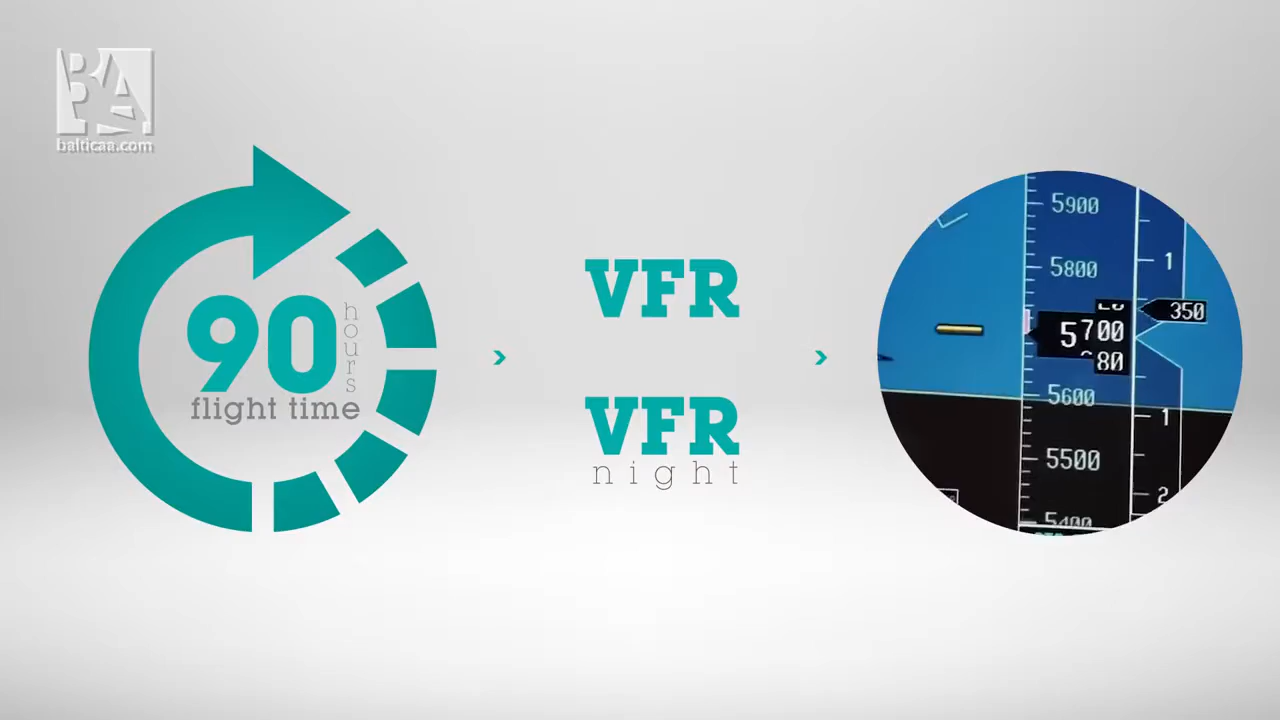 BAA
balticaa.com
90
hours
flight time
VFR
VFR
night
5900
5800
1
350
5700
80
5600
1
5500
2
5400